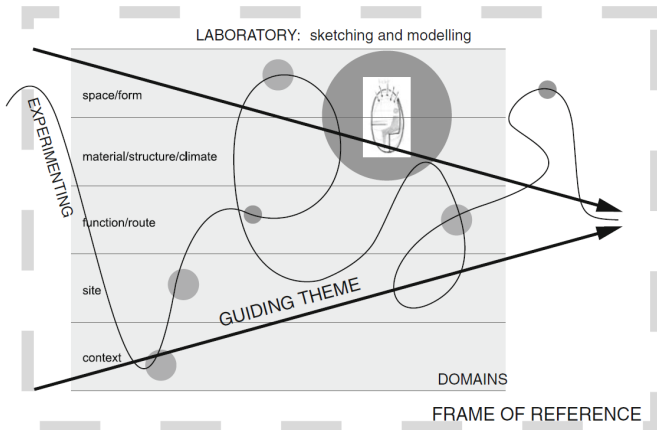 LABORATORY: sketching and modelling
space/form
EXPERIMENTING
material/structure/climate
function/route
site
GUIDING THEME
context
DOMAINS
FRAME OF REFERENCE